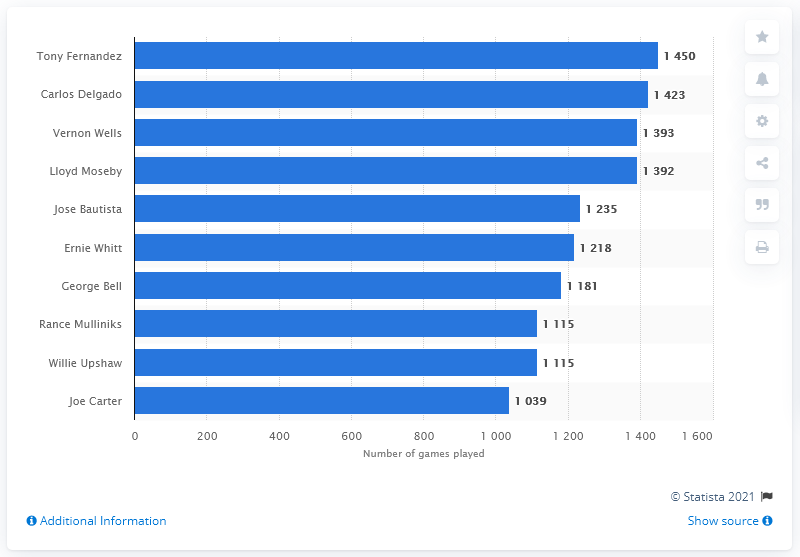 Tony Fernandez 1 450
Carlos Delgado 1 423
Vernon Wells 1 393
Lloyd Moseby 1 392
Jose Bautista 1 235
Ernie Whitt 1 218
George Bell 1 181
Rance Mulliniks 1 115
Willie Upshaw 1 115
Joe Carter 1 039
0 200 400 600 800 1 000 1 200 1 400 1 600
Number of games played
© Statista 2021
Additional Information
Show source